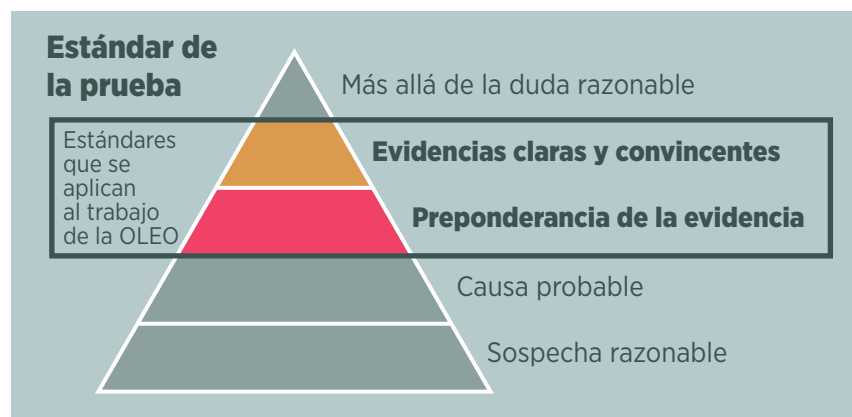 Estándar de
la prueba
Más allá de la duda razonable
Estándares
que se
aplican
al trabajo
de la OLEO
Evidencias claras y convincentes
Preponderancia de la evidencia
Causa probable
Sospecha razonable